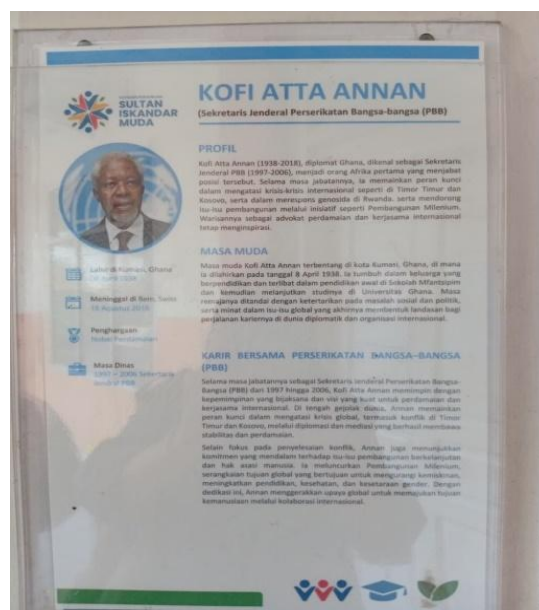 SULTAN
ISKANDAR
MUDA
KOFI ATTA ANNAN
(Sekretaris Jenderal Perserikatan Bangsa-bangsa (PBB)
PROFIL
Kofi Atta Annan (1938-2018), diplomat Ghana, dikenal sebagai Sekretaris
Jenderal PBB (1997-2006), menjadi orang Afrika pertama yang menjabat
posisi tersebut. Selama masa jabatannya, ia memainkan peran kunci
dalam mengatasi krisis-krisis internasional seperti di Timor Timur dan
Kosovo, serta dalam merespons genosida di Rwanda. serta mendorong
isu-isu pembangunan melalui inisiatif seperti Pembangunan Milenium.
Warisannya sebagai advokat perdamaian dan kerjasama internasional
tetap menginspirasi.
Lahir di Kumasi, Ghana
Meninggal di Bern, Swiss
18 Agustus 2018
Penghargaan
Nobel Perdamaian
Masa Dinas
1997 - 2006 Sekretaris
Jendral PBB
MASA MUDA
Masa muda Kofi Atta Annan terbentang di kota Kumasi, Ghana, di mana
ia dilahirkan pada tanggal 8 April 1938. Ia tumbuh dalam keluarga yang
berpendidikan dan terlibat dalam pendidikan awal di Sekolah Mfantsipim
dan kemudian melanjutkan studinya di Universitas Ghana. Masa
remajanya ditandai dengan ketertarikan pada masalah sosial dan politik,
serta minat dalam isu-isu global yang akhirnya membentuk landasan bagi
perjalanan kariernya di dunia diplomatik dan organisasi internasional.
KARIR BERSAMA PERSERIKATAN BANGSA-BANGSA
(PBB)
Selama masa jabatannya sebagai Sekretaris Jenderal Perserikatan Bangsa-
Bangsa (PBB) dari 1997 hingga 2006, Kofi Atta Annan memimpin dengan
kepemimpinan yang bijaksana dan visi yang kuat untuk perdamaian dan
kerjasama internasional. Di tengah gejolak dunia, Annan memainkan
peran kunci dalam mengatasi krisis global, termasuk konflik di Timor
Timur dan Kosovo, melalui diplomasi dan mediasi yang berhasil membawa
stabilitas dan perdamaian.
Selain fokus pada penyelesaian konflik, Annan juga menunjukkan
komitmen yang mendalam terhadap isu-isu pembangunan berkelanjutan
dan hak asasi manusia. Ia meluncurkan Pembangunan Milenium,
serangkaian tujuan global yang bertujuan untuk mengurangi kemiskinan,
meningkatkan pendidikan, kesehatan, dan kesetaraan gender. Dengan
dedikasi ini, Annan menggerakkan upaya global untuk memajukan tujuan
kemanusiaan melalui kolaborasi internasional.